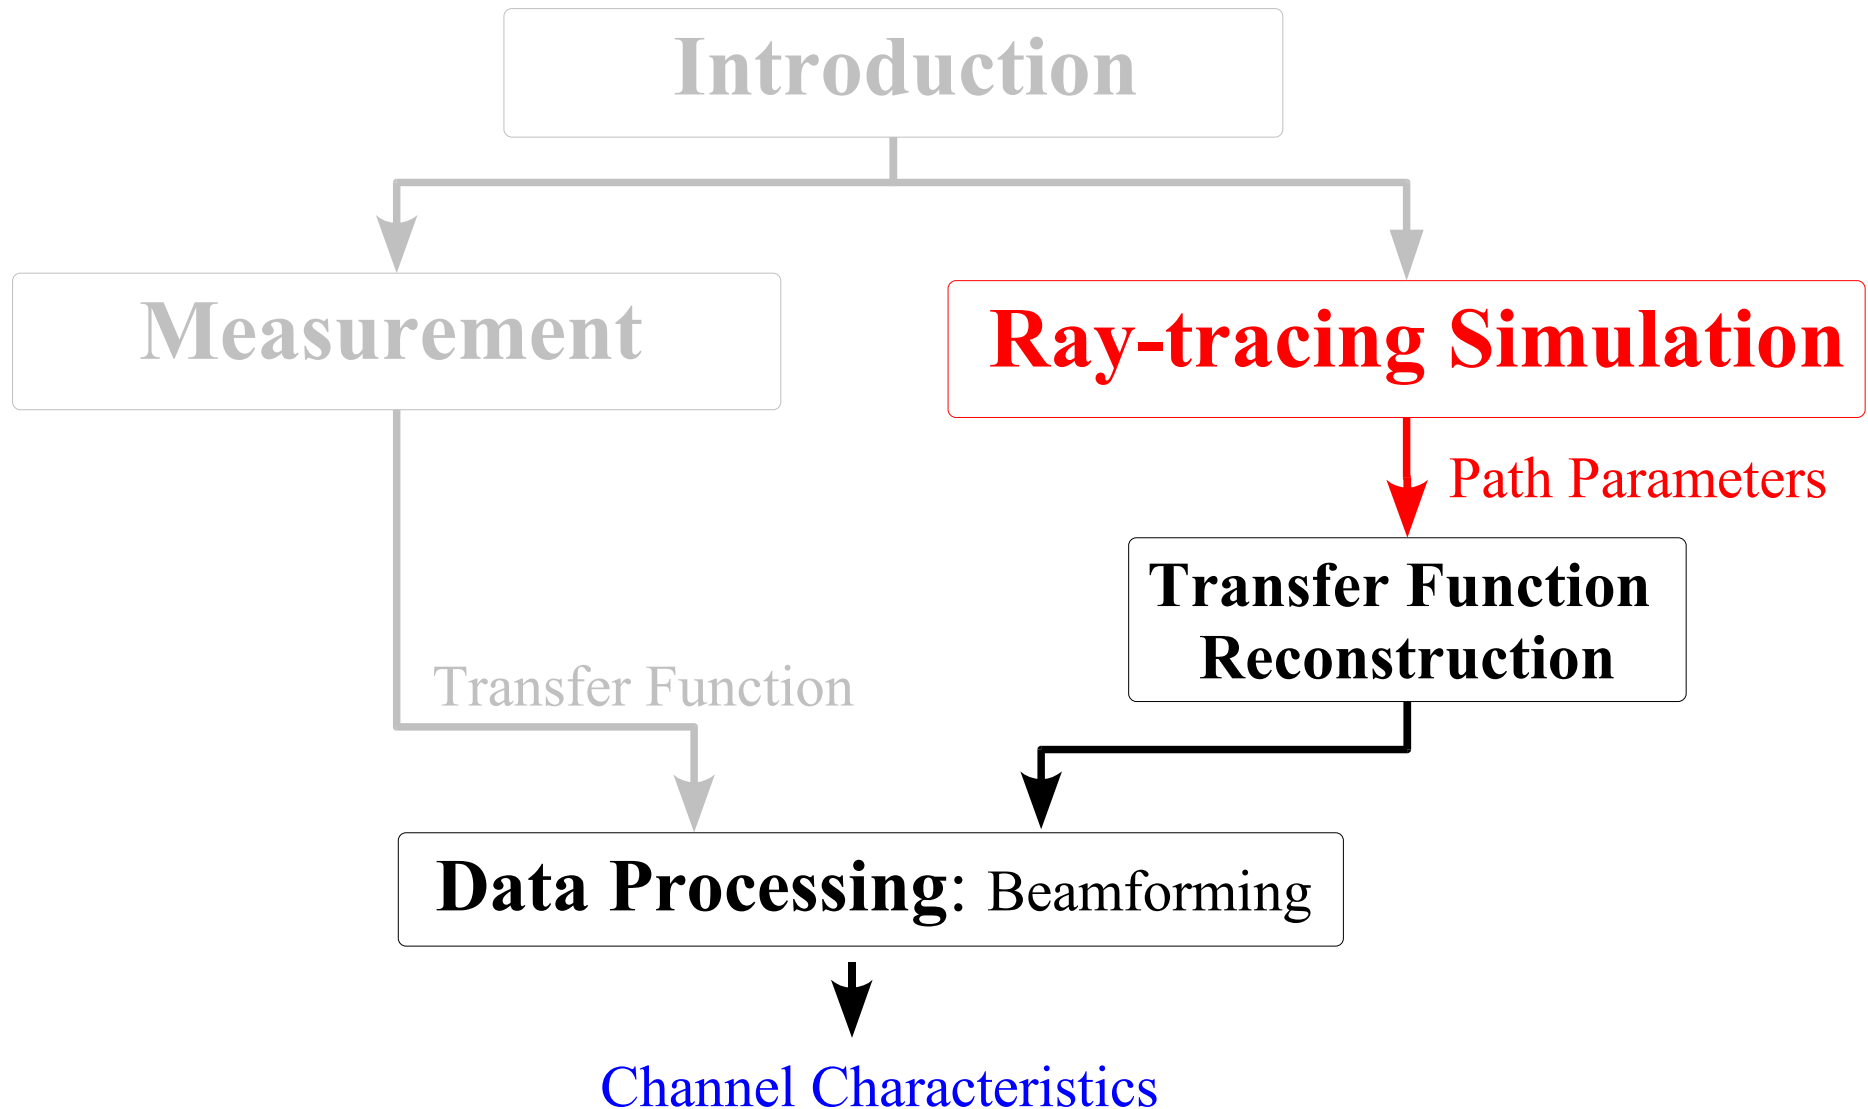 Introduction
Measurement
Ray-tracing Simulation
Path Parameters
Transfer Function
Reconstruction
Transfer Function
Data Processing: Beamforming
Channel Characteristics